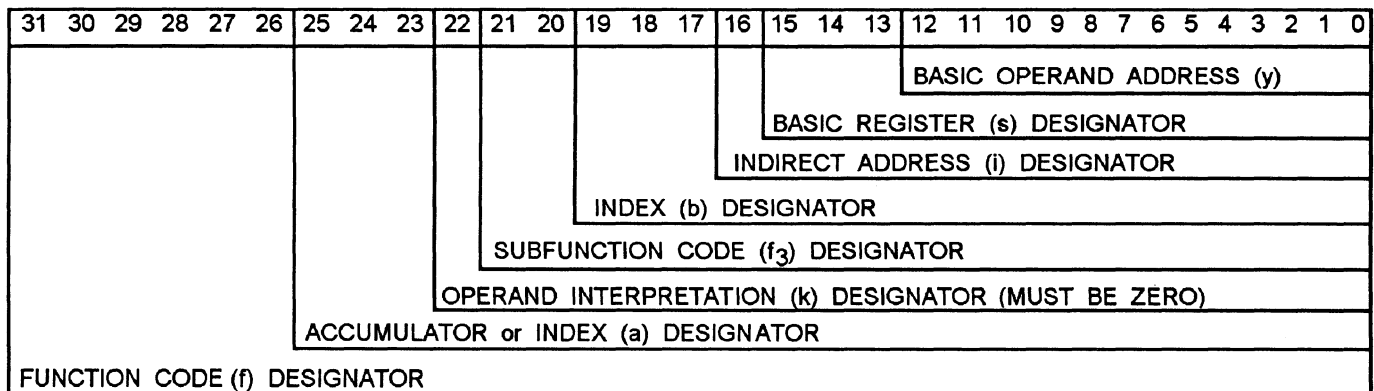 31 30 29 28 27 26 25 24 23 22 21 20 19 18 17 16 15 14 13 12 11 10 9 8 7 6 5 4 3 2 1 0
BASIC OPERAND ADDRESS (y)
BASIC REGISTER (s) DESIGNATOR
INDIRECT ADDRESS (i) DESIGNATOR
INDEX (b) DESIGNATOR
SUBFUNCTION CODE (f3) DESIGNATOR
OPERAND INTERPRETATION (k) DESIGNATOR (MUST BE ZERO)
ACCUMULATOR or INDEX (a) DESIGNATOR
FUNCTION CODE (f) DESIGNATOR